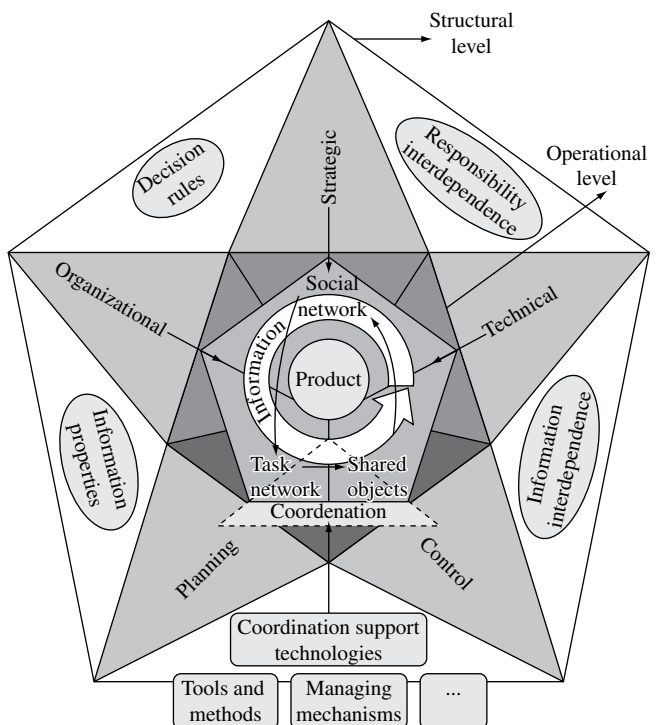 Structural
level
Operational
level
Decision
rules
Responsibility
interdependence
Strategic
Organizational
Technical
Social
network
Information
Product
Information
properties
Information
interdependence
Task
network
Shared
objects
Coordenation
Planning
Control
Coordination support
technologies
Tools and
methods
Managing
mechanisms
...